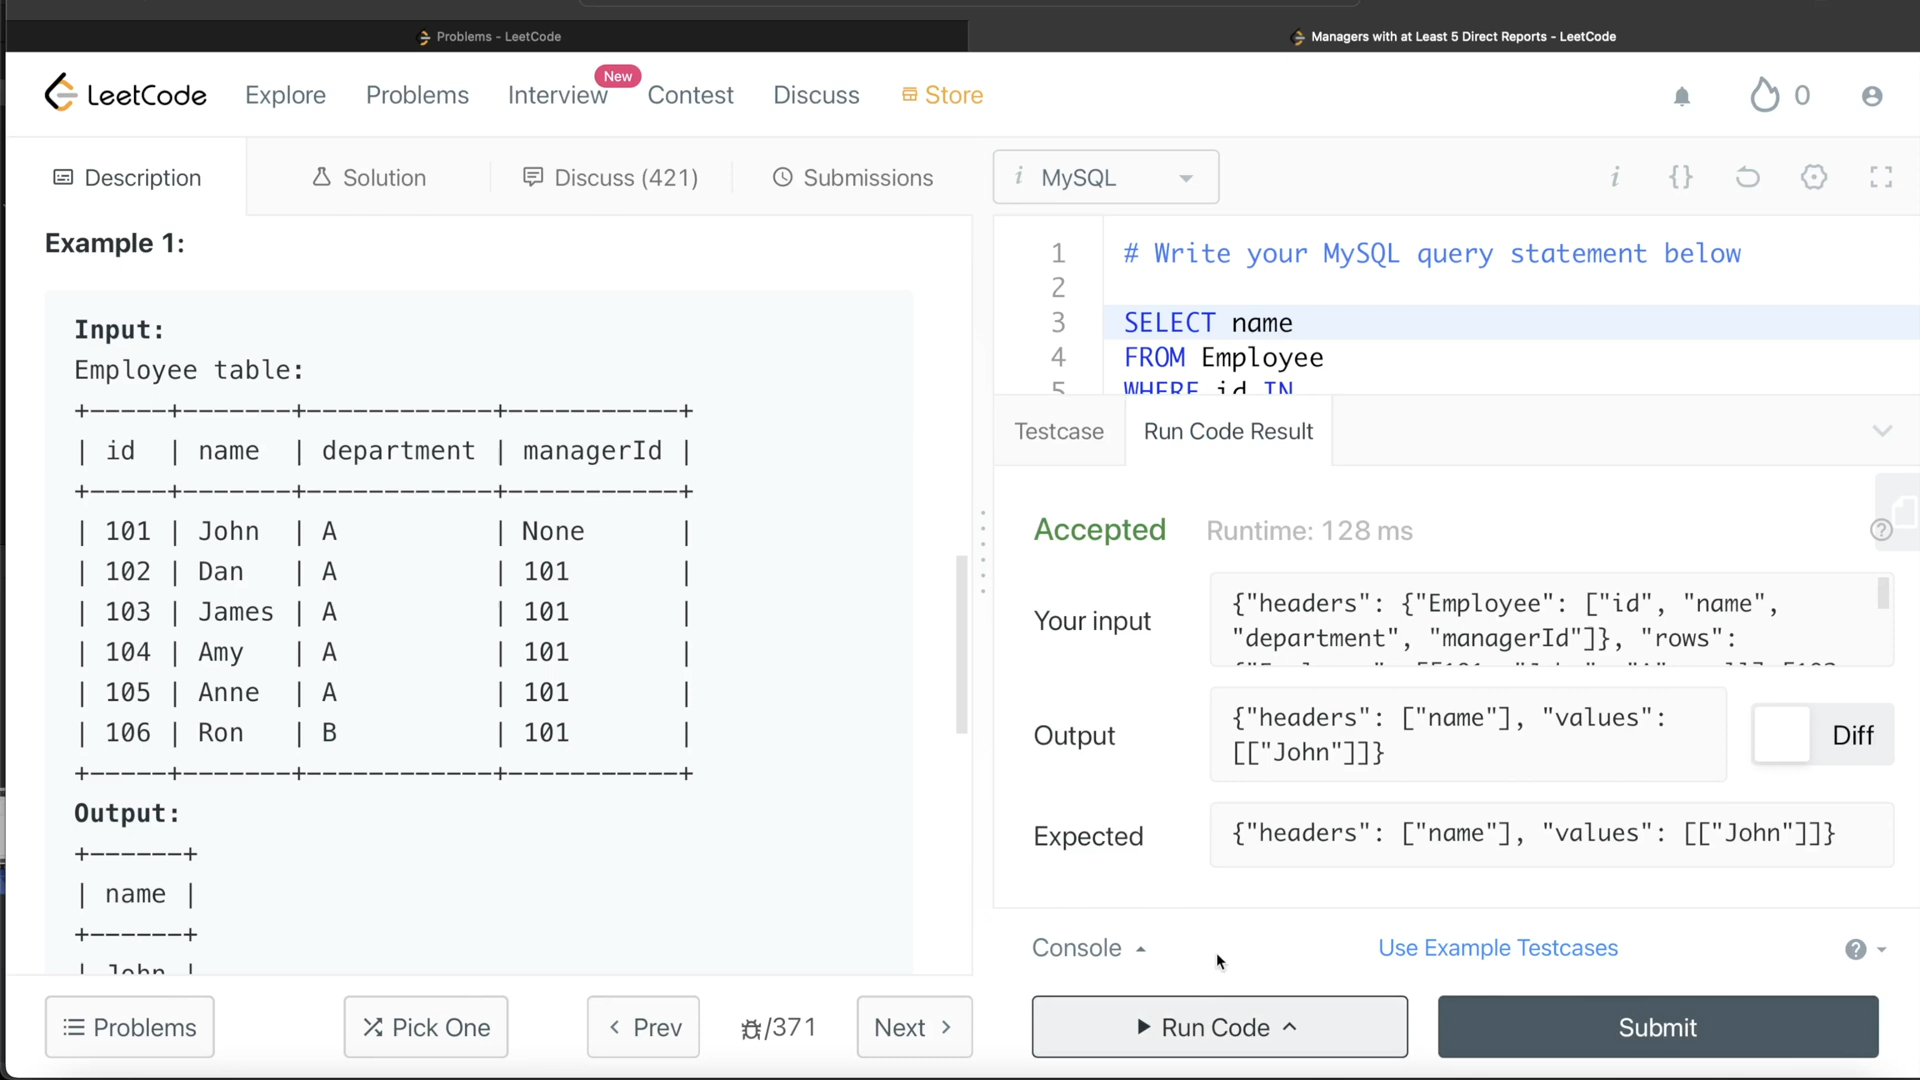 Problems - LeetCode
Managers with at Least 5 Direct Reports - LeetCode
LeetCode
Explore
Problems
Interview
New
Contest
Discuss
Store
0
Description
Solution
Discuss (421)
Submissions
i MySQL
i {}
Example 1:
Input:
Employee table:
+-----+-------+------------+-----------+
| id  | name  | department | managerId |
+-----+-------+------------+-----------+
| 101 | John  | A          | None      |
| 102 | Dan   | A          | 101       |
| 103 | James | A          | 101       |
| 104 | Amy   | A          | 101       |
| 105 | Anne  | A          | 101       |
| 106 | Ron   | B          | 101       |
+-----+-------+------------+-----------+
Output:
+------+
| name |
+------+
| John |
1 # Write your MySQL query statement below
2
3 SELECT name
4 FROM Employee
5 WHERE id IN
Testcase
Run Code Result
Accepted
Runtime: 128 ms
Your input
{"headers": {"Employee": ["id", "name",
"department", "managerId"]}, "rows":
Output
{"headers": ["name"], "values":
[["John"]]}
Diff
Expected
{"headers": ["name"], "values": [["John"]]}
Console
Use Example Testcases
Problems
Pick One
Prev
/371
Next
Run Code
Submit